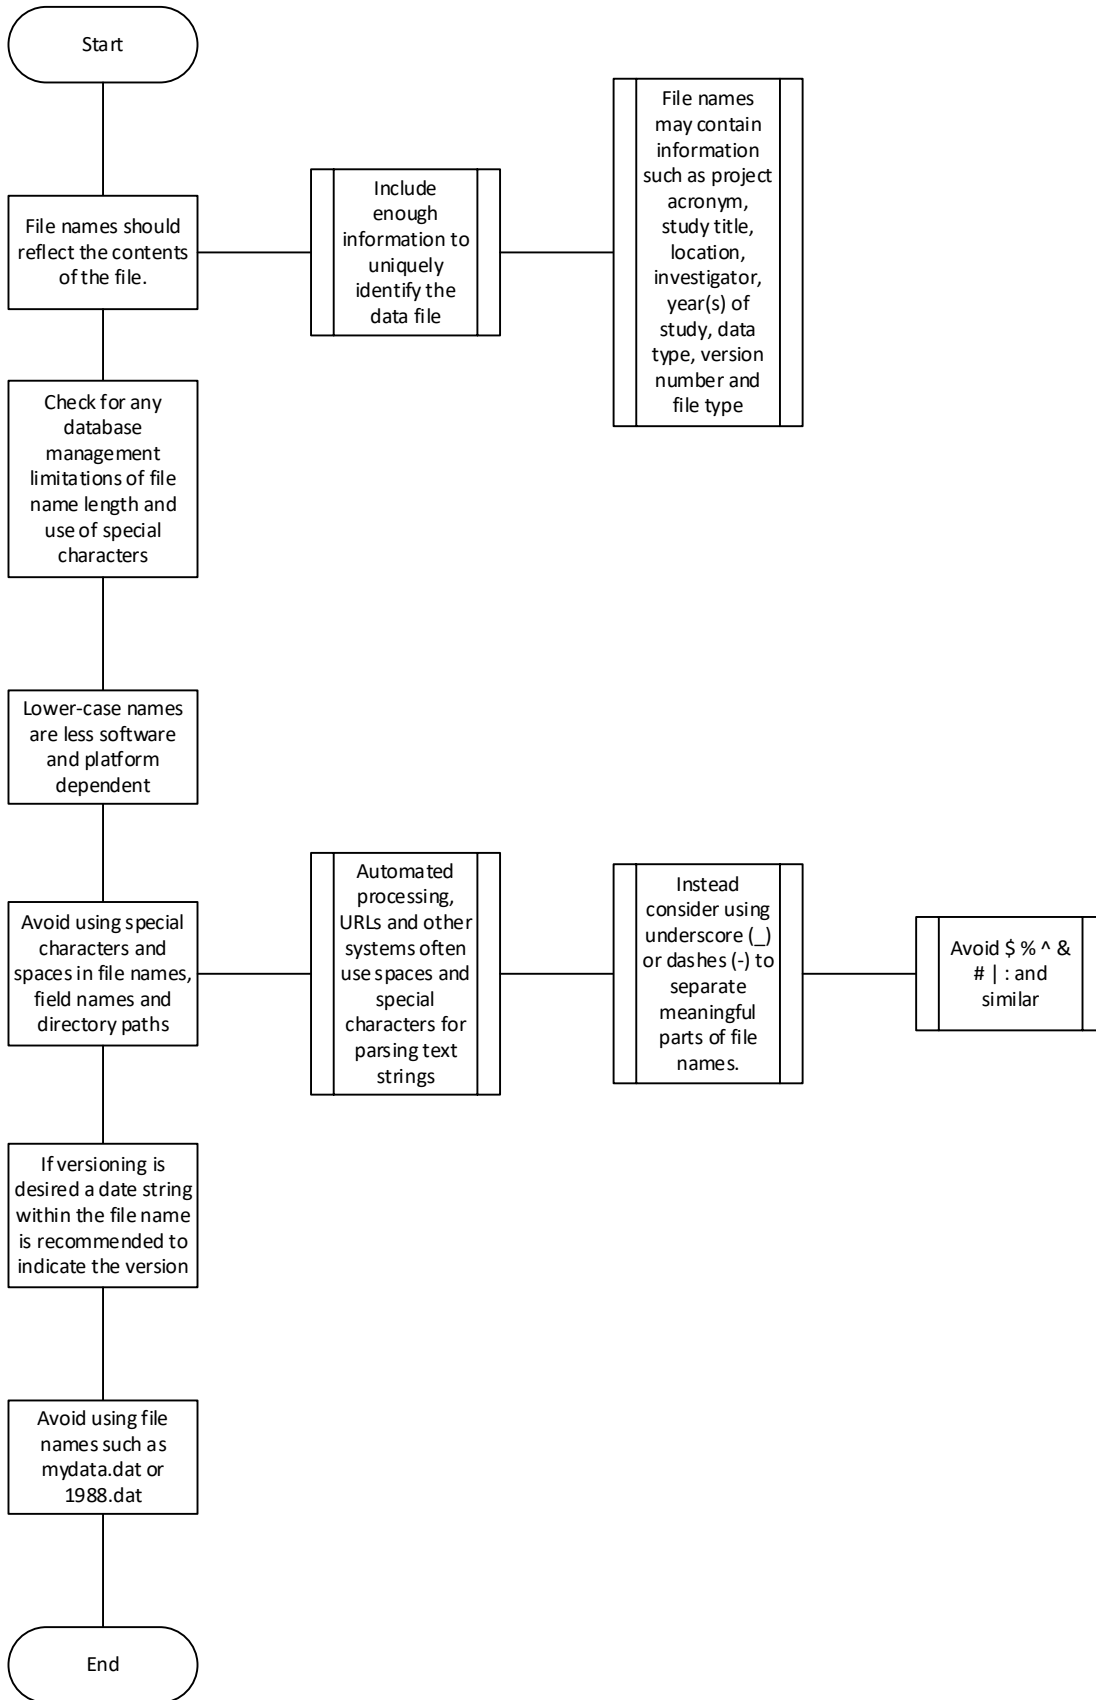 Start
File names should
reflect the contents
of the file.
Include
enough
information to
uniquely
identify the
data file
File names
may contain
information
such as project
acronym,
study title,
location,
investigator,
year(s) of
study, data
type, version
number and
file type
Check for any
database
management
limitations of file
name length and
use of special
characters
Lower-case names
are less software
and platform
dependent
Avoid using special
characters and
spaces in file names,
field names and
directory paths
Automated
processing,
URLs and other
systems often
use spaces and
special
characters for
parsing text
strings
Instead
consider using
underscore (_)
or dashes (-) to
separate
meaningful
parts of file
names.
Avoid $ % ^ &
# | : and
similar
If versioning is
desired a date string
within the file name
is recommended to
indicate the version
Avoid using file
names such as
mydata.dat or
1988.dat
End